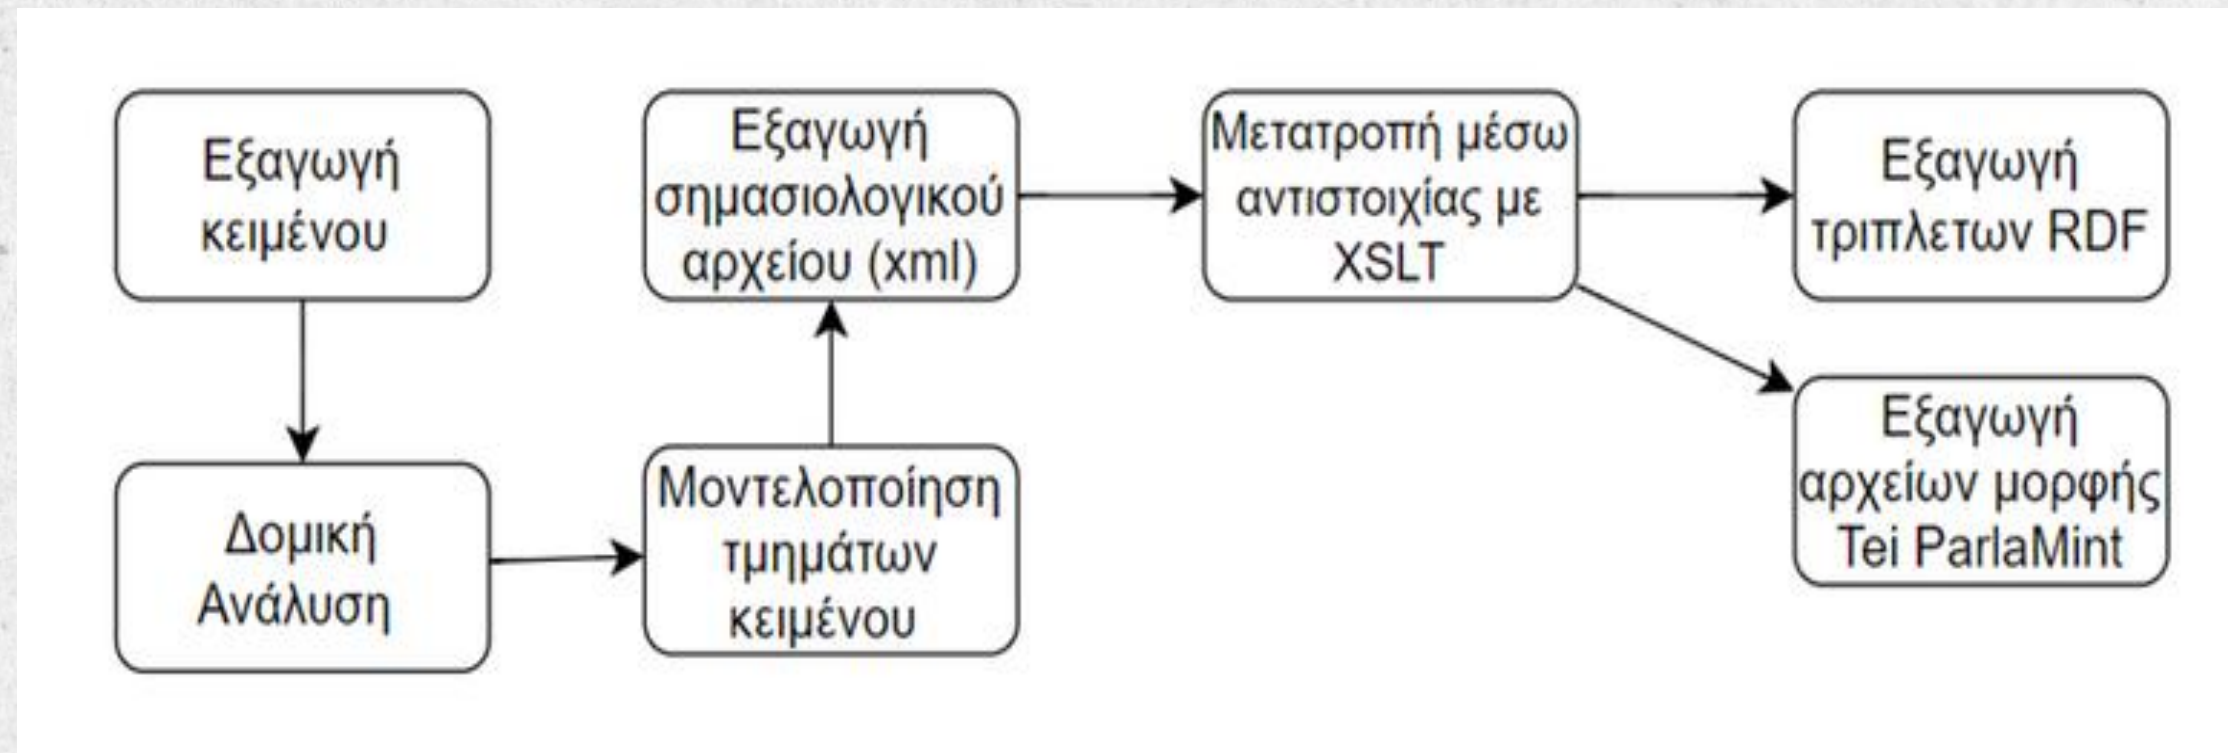 Εξαγωγή
κειμένου
Δομική
Ανάλυση
Μοντελοποίηση
τμημάτων
κειμένου
Εξαγωγή
σημασιολογικού
αρχείου (xml)
Μετατροπή μέσω
αντιστοιχίας με
XSLT
Εξαγωγή
τριπλετων RDF
Εξαγωγή
αρχείων μορφής
Tei ParlaMint